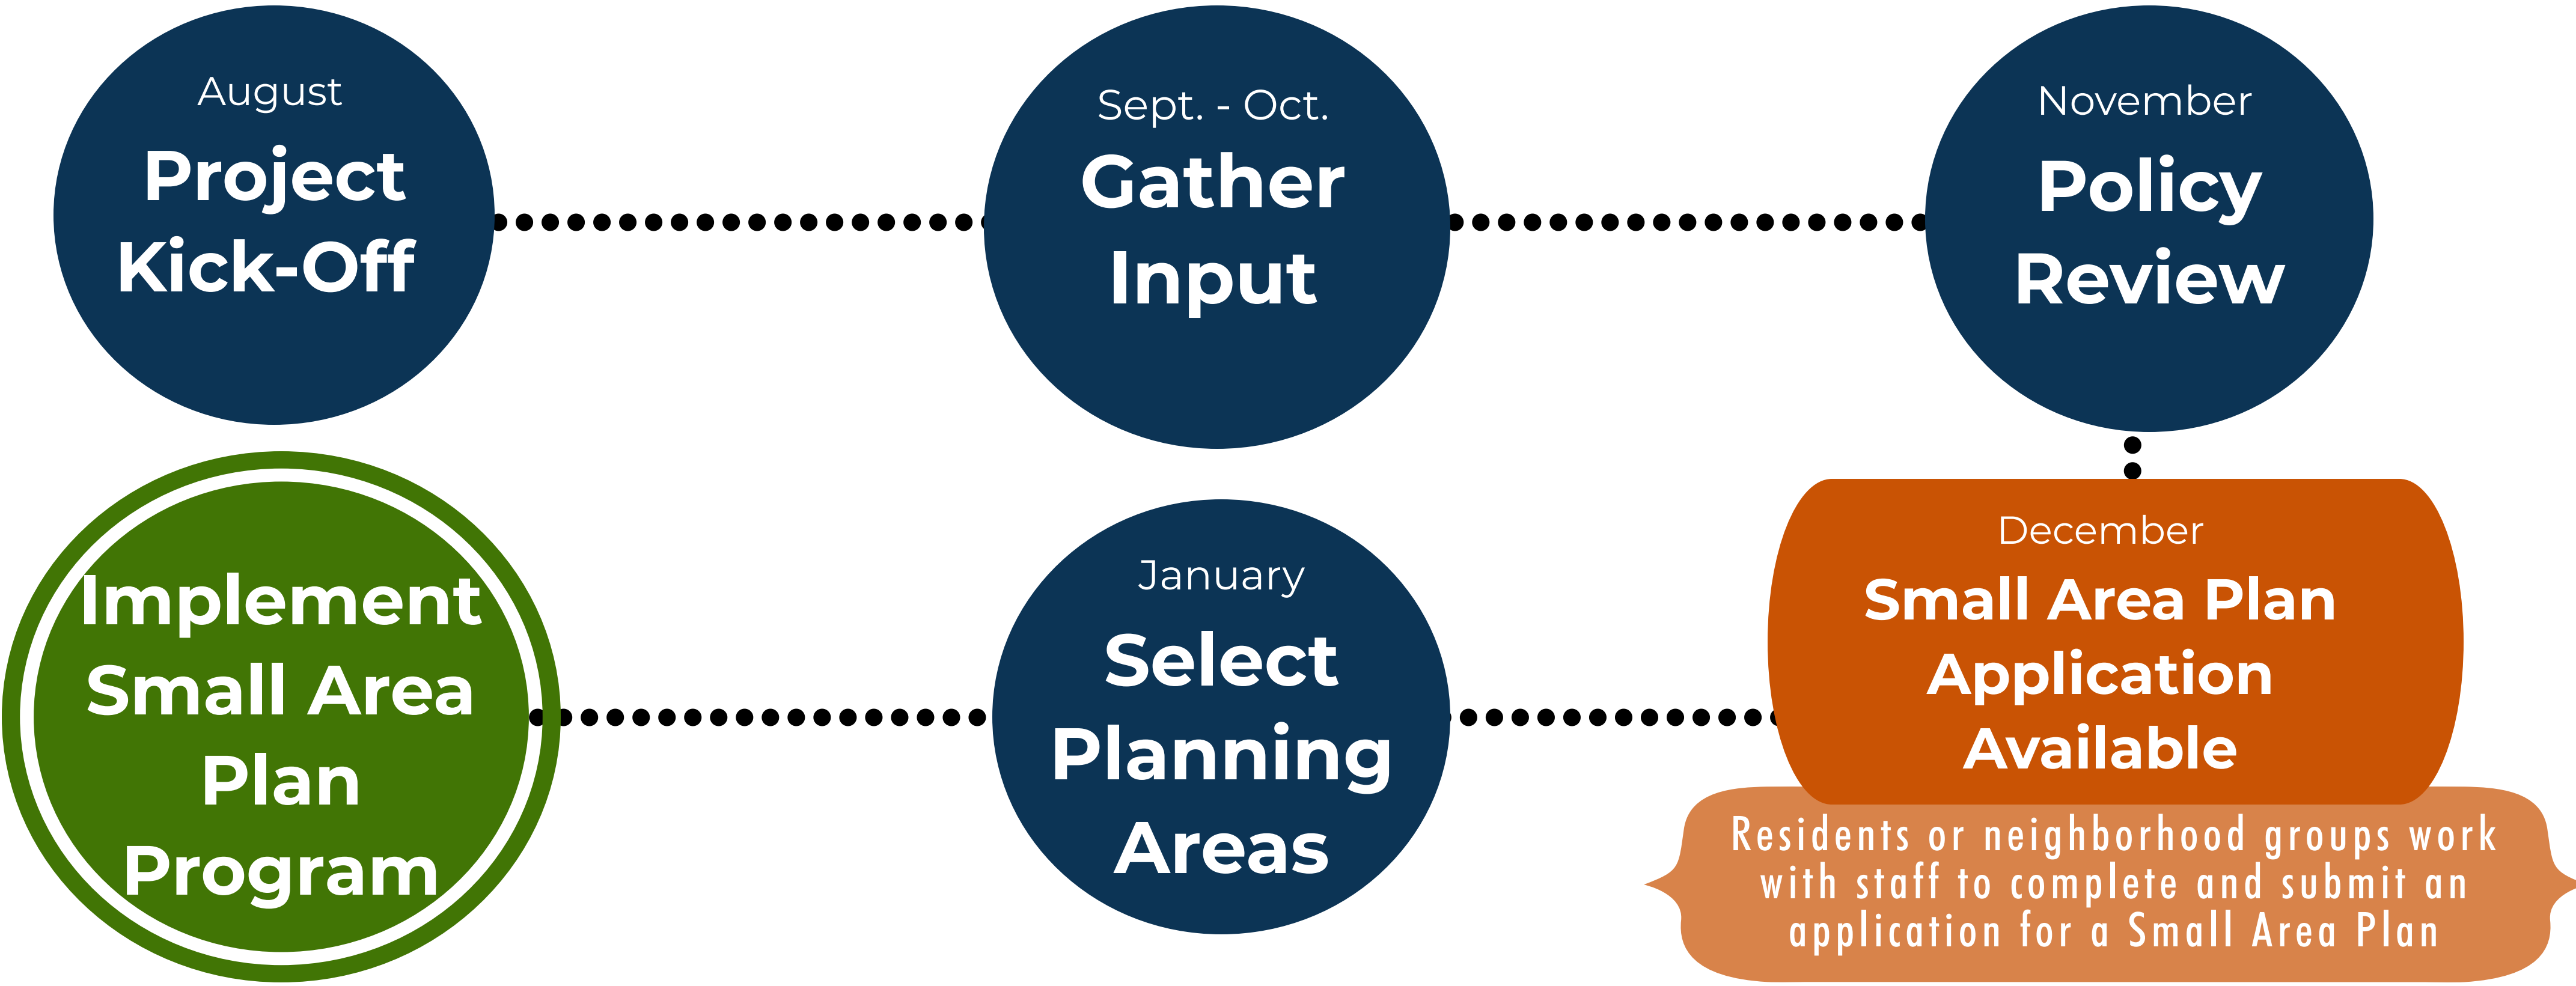 August
Project
Kick-Off
Sept. - Oct.
Gather
Input
November
Policy
Review
December
Small Area Plan
Application
Available
Residents or neighborhood groups work
with staff to complete and submit an
application for a Small Area Plan
January
Select
Planning
Areas
Implement
Small Area
Plan
Program